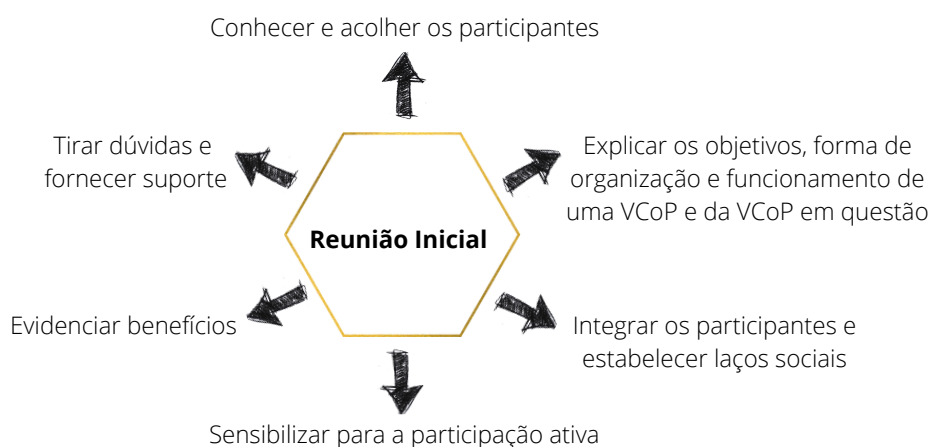 Conhecer e acolher os participantes
Tirar dúvidas e
fornecer suporte
Explicar os objetivos, forma de
organização e funcionamento de
uma VCoP e da VCoP em questão
Reunião Inicial
Evidenciar benefícios
Integrar os participantes e
estabelecer laços sociais
Sensibilizar para a participação ativa